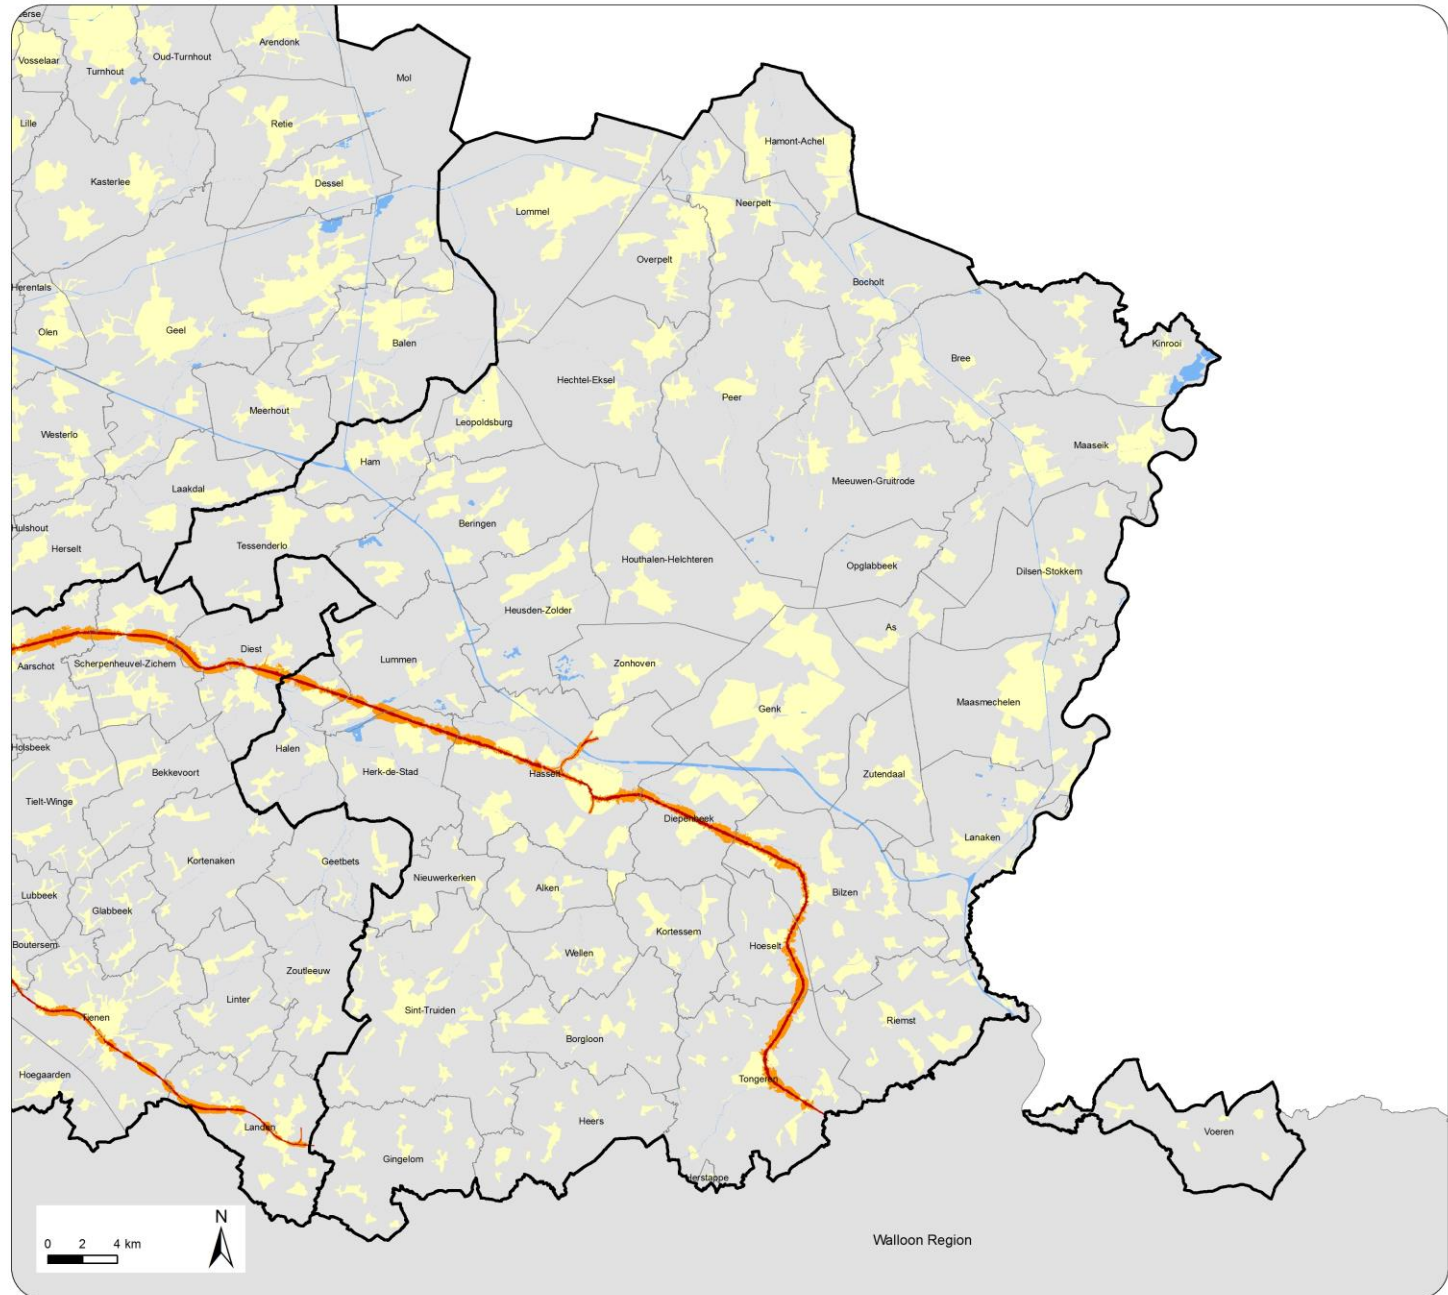 Arendonk
Vosselaar
Turnhout
Oud-Turnhout
Mol
Lille
Retie
Hamont-Achel
Kasterlee
Dessel
Lommel
Neerpelt
Overpelt
Bocholt
Herentals
Olen
Geel
Balen
Kinrooi
Bree
Hechtel-Eksel
Peer
Meerhout
Leopoldsburg
Westerlo
Maaseik
Ham
Laakdal
Meeuwen-Gruitrode
Beringen
Hulshout
Herselt
Tessenderlo
Houthalen-Helchteren
Opglabbeek
Dilsen-Stokkem
Heusden-Zolder
As
Diest
Aarschot
Scherpenheuvel-Zichem
Lummen
Zonhoven
Genk
Maasmechelen
Holsbeek
Halen
Bekkevoort
Herk-de-Stad
Hasselt
Zutendaal
Tielt-Winge
Diepenbeek
Lanaken
Kortenaken
Geetbets
Nieuwerkerken
Alken
Bilzen
Lubbeek
Glabbeek
Kortessem
Boutersem
Wellen
Hoeselt
Zoutleeuw
Linter
Sint-Truiden
Tienen
Riemst
Borgloon
Hoegaarden
Tongeren
Heers
Landen
Voeren
Gingelom
Herstappe
Walloon Region
N
0 2 4 km